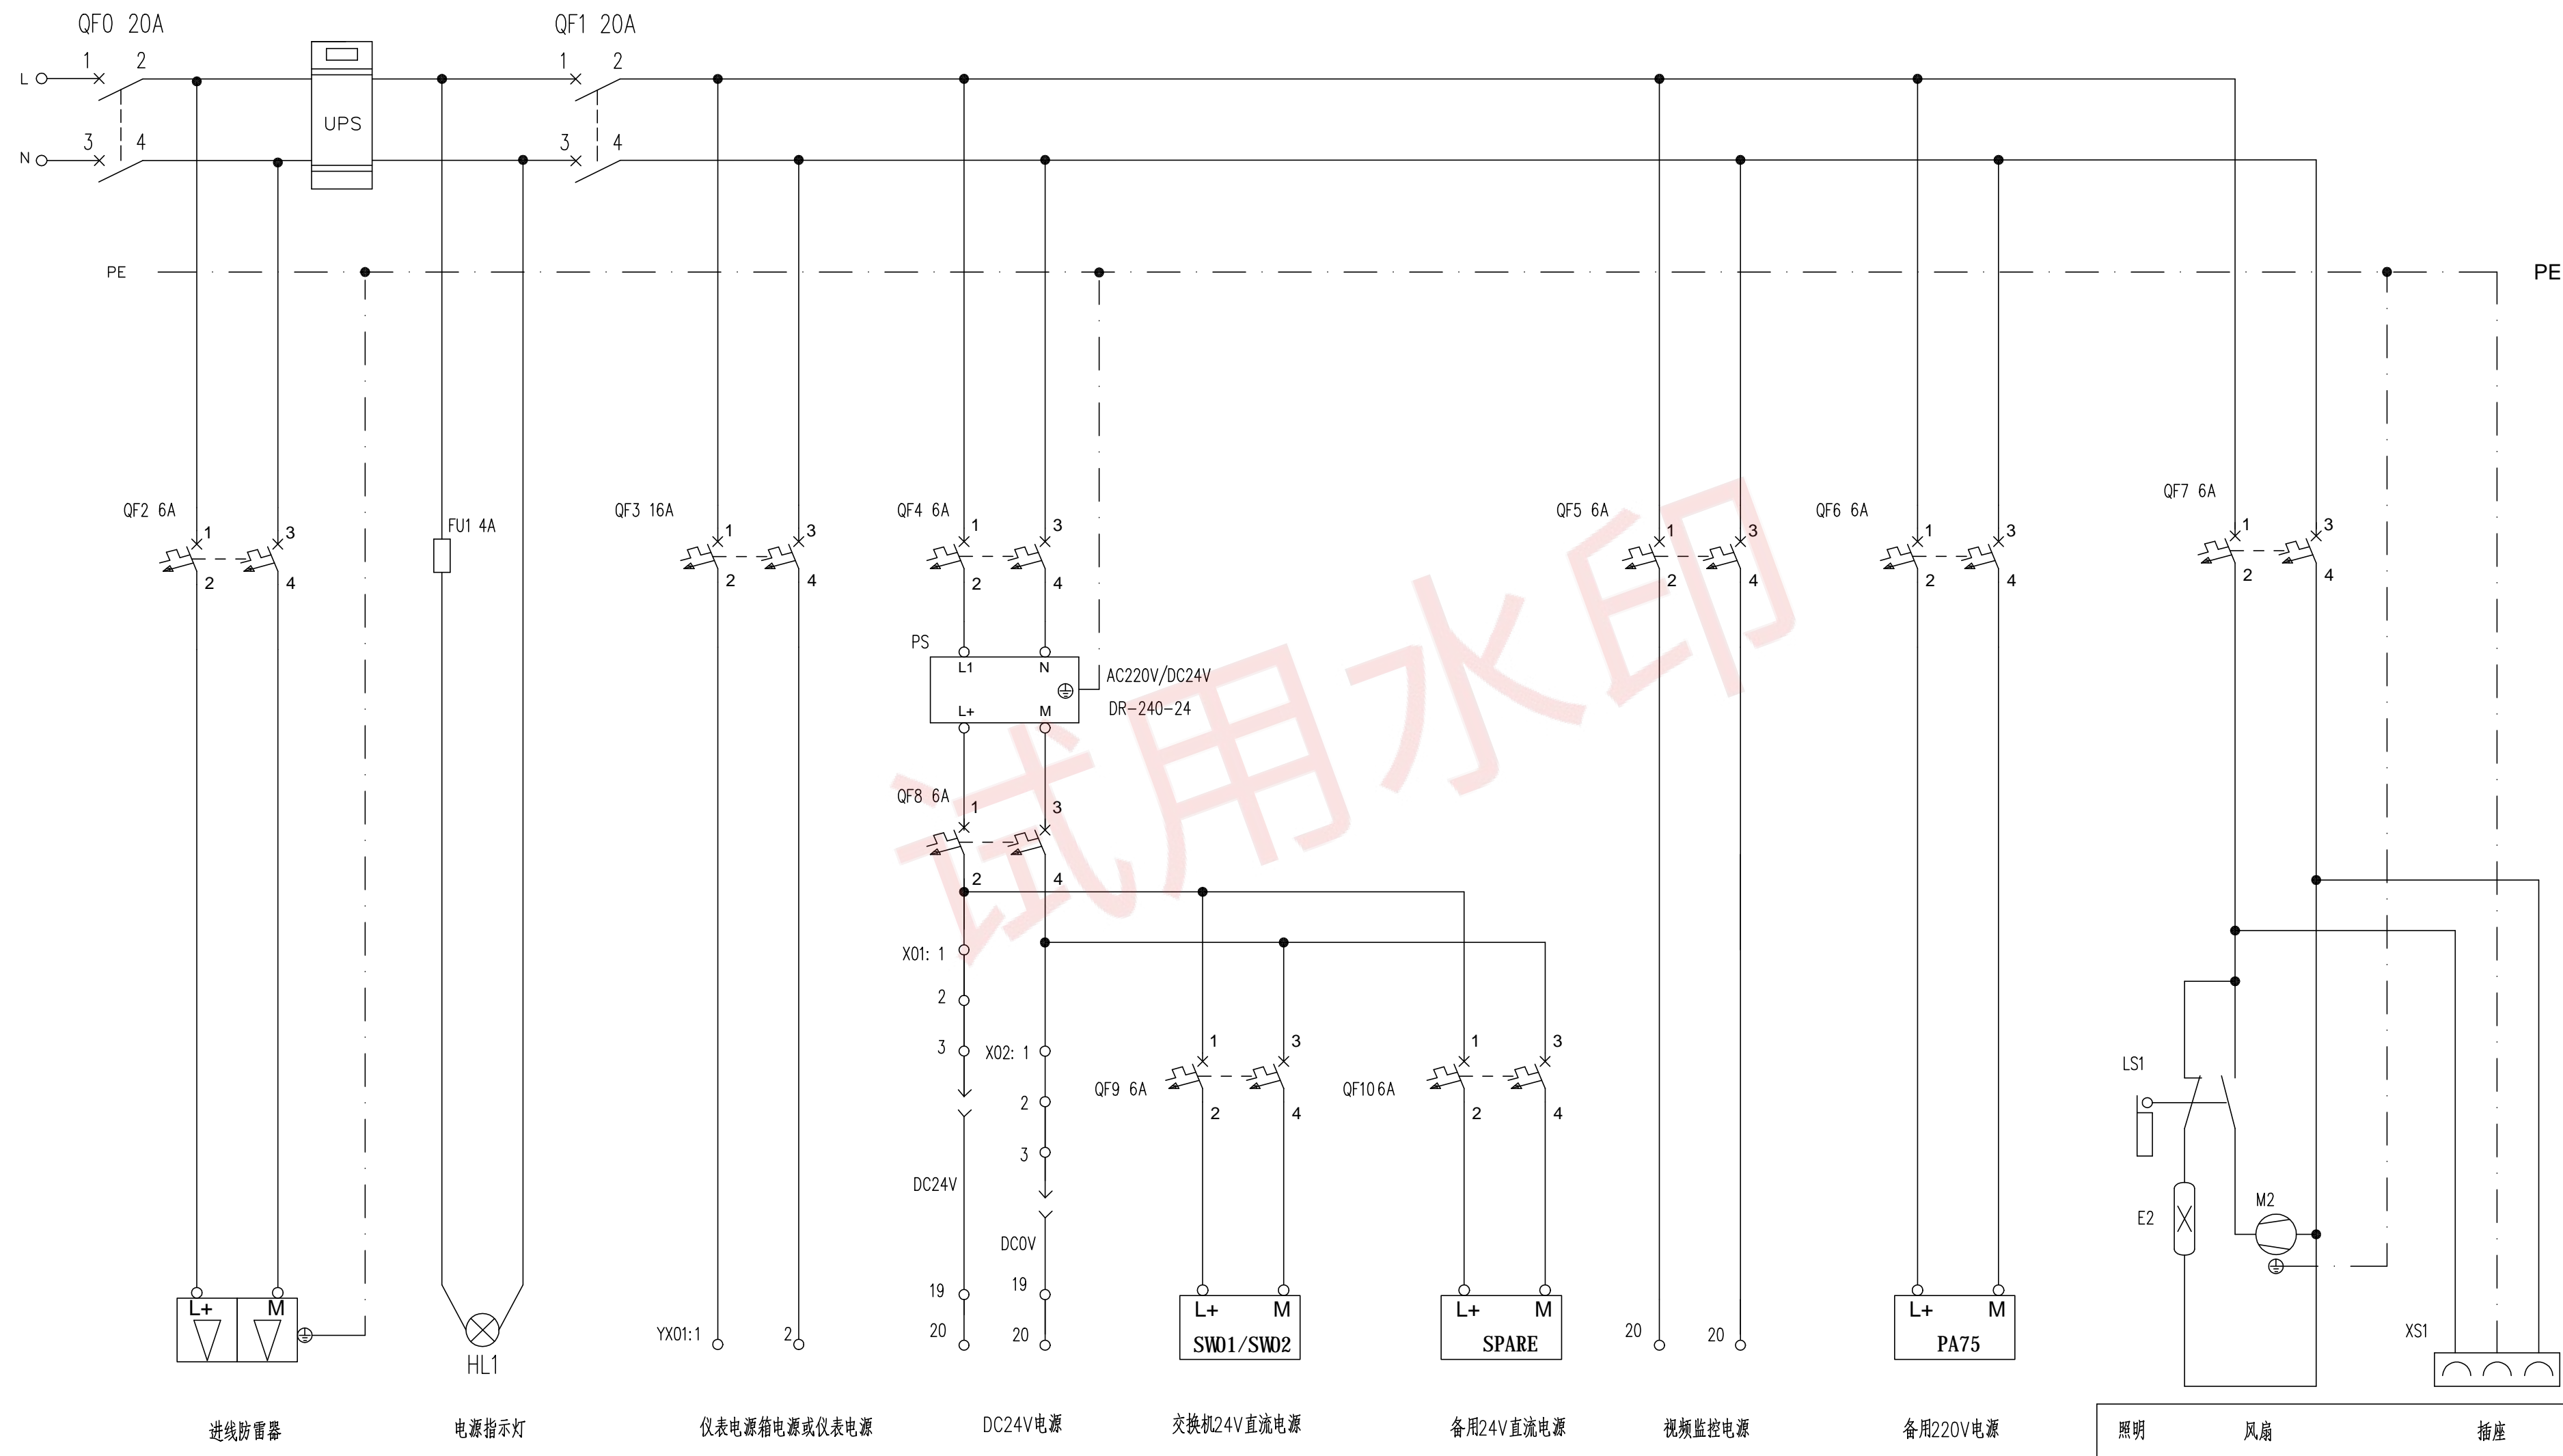 QF0 20A
QF1 20A
1
2
1
2
L
UPS
3
4
3
4
N
PE
PE
QF2 6A
1
3
2
4
FU1 4A
QF3 16A
1
3
2
4
QF4 6A
1
3
2
4
QF5 6A
1
3
2
4
QF6 6A
1
3
2
4
QF7 6A
1
3
2
4
PS
L1
N
L+
M
AC220V/DC24V
DR-240-24
QF8 6A
1
3
2
4
X01: 1
2
3
X02: 1
2
3
DC24V
DC0V
19
19
20
20
QF9 6A
1
3
2
4
QF10 6A
1
3
2
4
LS1
E2
M2
XS1
L+
M
HL1
YX01:1
2
L+
M
SW01/SW02
L+
M
SPARE
20
20
L+
M
PA75
试用水印
进线防雷器
电源指示灯
仪表电源箱电源或仪表电源
DC24V电源
交换机24V直流电源
备用24V直流电源
视频监控电源
备用220V电源
照明
风扇
插座